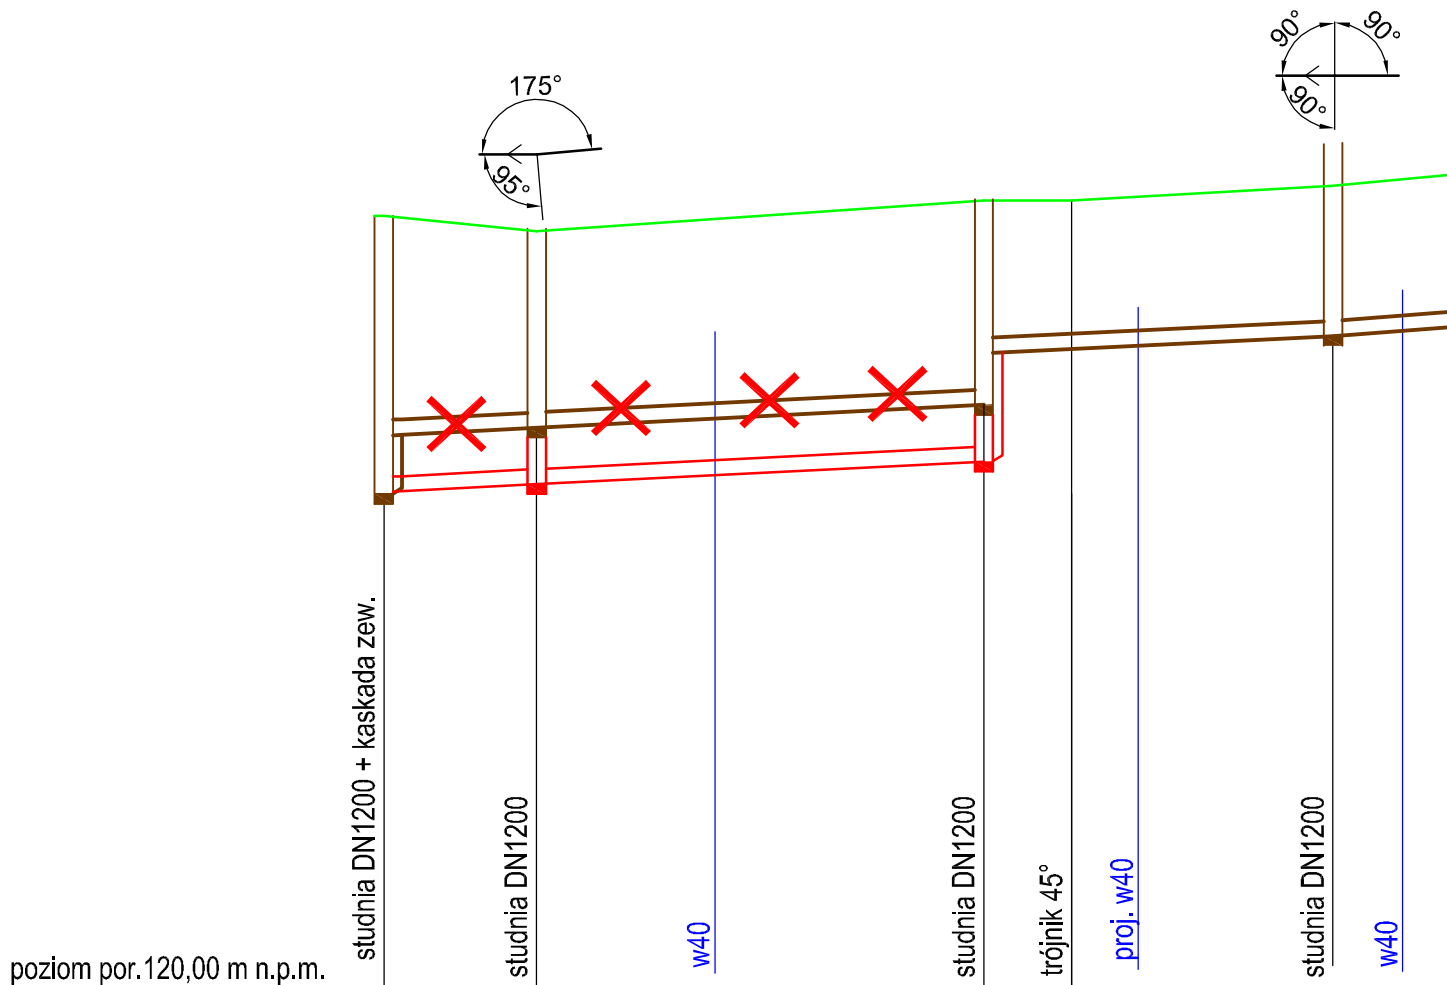 90°
90°
90°
175°
95°
studnia DN1200 + kaskada zew.
studnia DN1200
w40
studnia DN1200
trójnik 45°
proj. w40
studnia DN1200
w40
poziom por.120,00 m n.p.m.